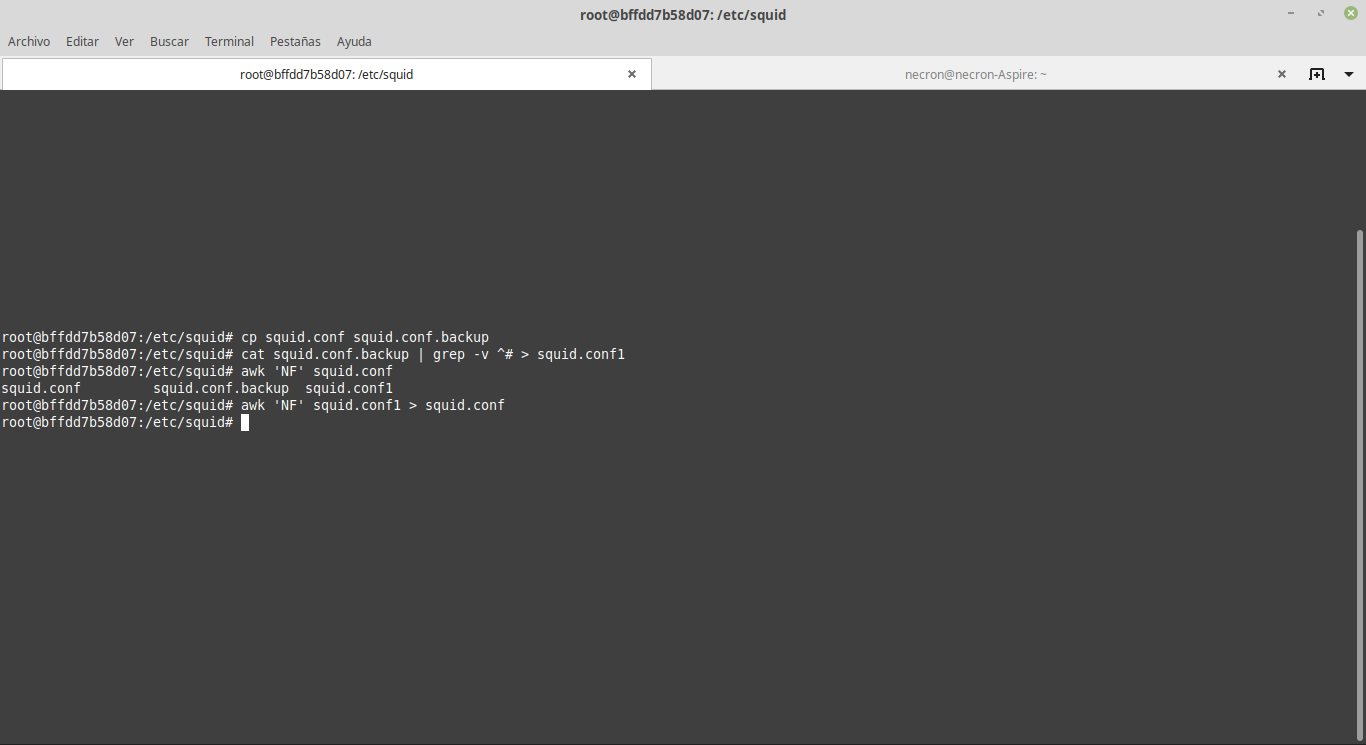 root@bffdd7b58d07: /etc/squid
Archivo Editar Ver Buscar Terminal Pestañas Ayuda
root@bffdd7b58d07: /etc/squid necron@necron-Aspire: ~
root@bffdd7b58d07:/etc/squid# cp squid.conf squid.conf.backup
root@bffdd7b58d07:/etc/squid# cat squid.conf.backup | grep -v ^# > squid.conf1
root@bffdd7b58d07:/etc/squid# awk 'NF' squid.conf
squid.conf         squid.conf.backup  squid.conf1
root@bffdd7b58d07:/etc/squid# awk 'NF' squid.conf1 > squid.conf
root@bffdd7b58d07:/etc/squid#